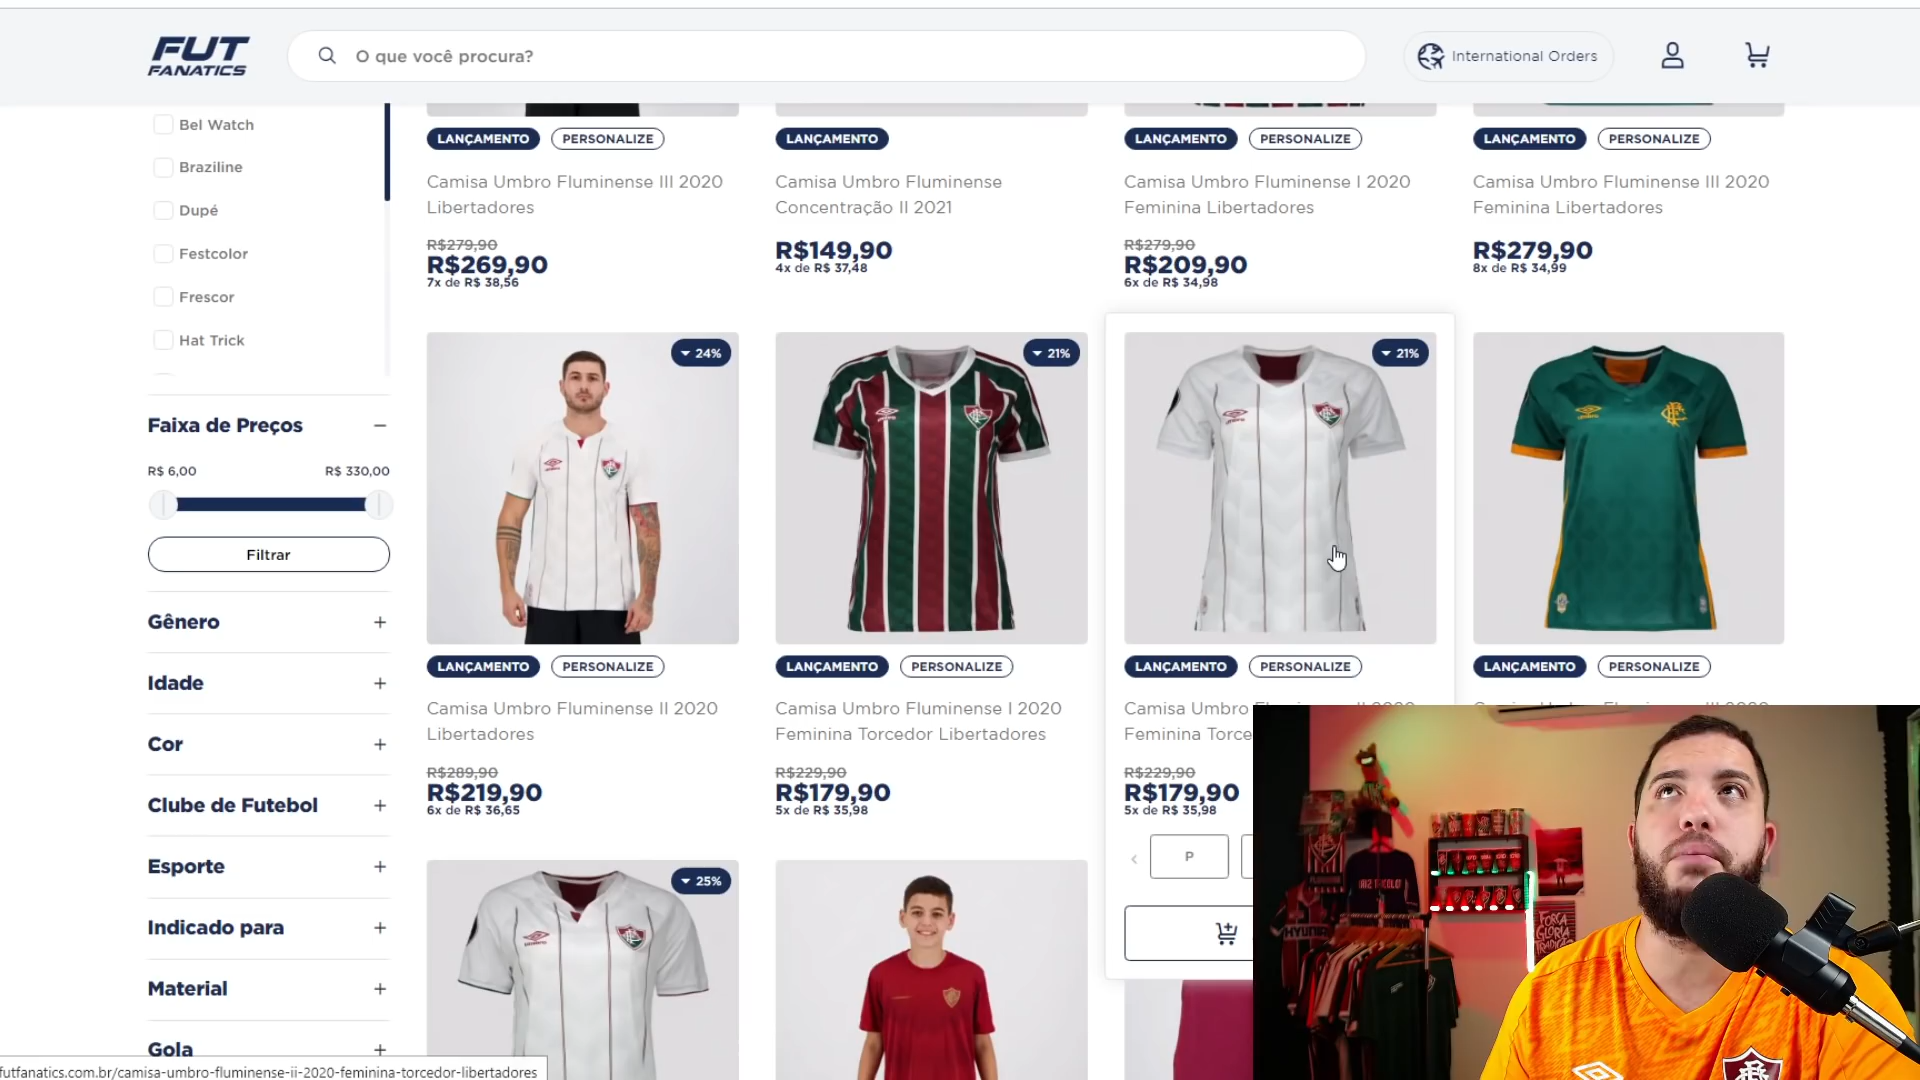 FUT
FANATICS
O que você procura?
International Orders
Bel Watch
Braziline
Dupé
Festcolor
Frescor
Hat Trick
Faixa de Preços
R$ 6,00
R$ 330,00
Filtrar
Gênero
Idade
Cor
Clube de Futebol
Esporte
Indicado para
Material
Gola
LANÇAMENTO PERSONALIZE
Camisa Umbro Fluminense III 2020
Libertadores
R$279,90
R$269,90
7x de R$ 38,56
LANÇAMENTO
Camisa Umbro Fluminense
Concentração II 2021
R$149,90
4x de R$ 37,48
LANÇAMENTO PERSONALIZE
Camisa Umbro Fluminense I 2020
Feminina Libertadores
R$279,90
R$209,90
6x de R$ 34,98
LANÇAMENTO PERSONALIZE
Camisa Umbro Fluminense III 2020
Feminina Libertadores
R$279,90
8x de R$ 34,99
24%
LANÇAMENTO PERSONALIZE
Camisa Umbro Fluminense II 2020
Libertadores
R$289,90
R$219,90
6x de R$ 36,65
21%
LANÇAMENTO PERSONALIZE
Camisa Umbro Fluminense I 2020
Feminina Torcedor Libertadores
R$229,90
R$179,90
5x de R$ 35,98
21%
LANÇAMENTO PERSONALIZE
Camisa Umbro
Feminina Torce
R$229,90
R$179,90
5x de R$ 35,98
P
LANÇAMENTO PERSONALIZE
25%
HYUNDAI
FORÇA
GLORIA
TRADIÇÃO
futfanatics.com.br/camisa-umbro-fluminense-ii-2020-feminina-torcedor-libertadores